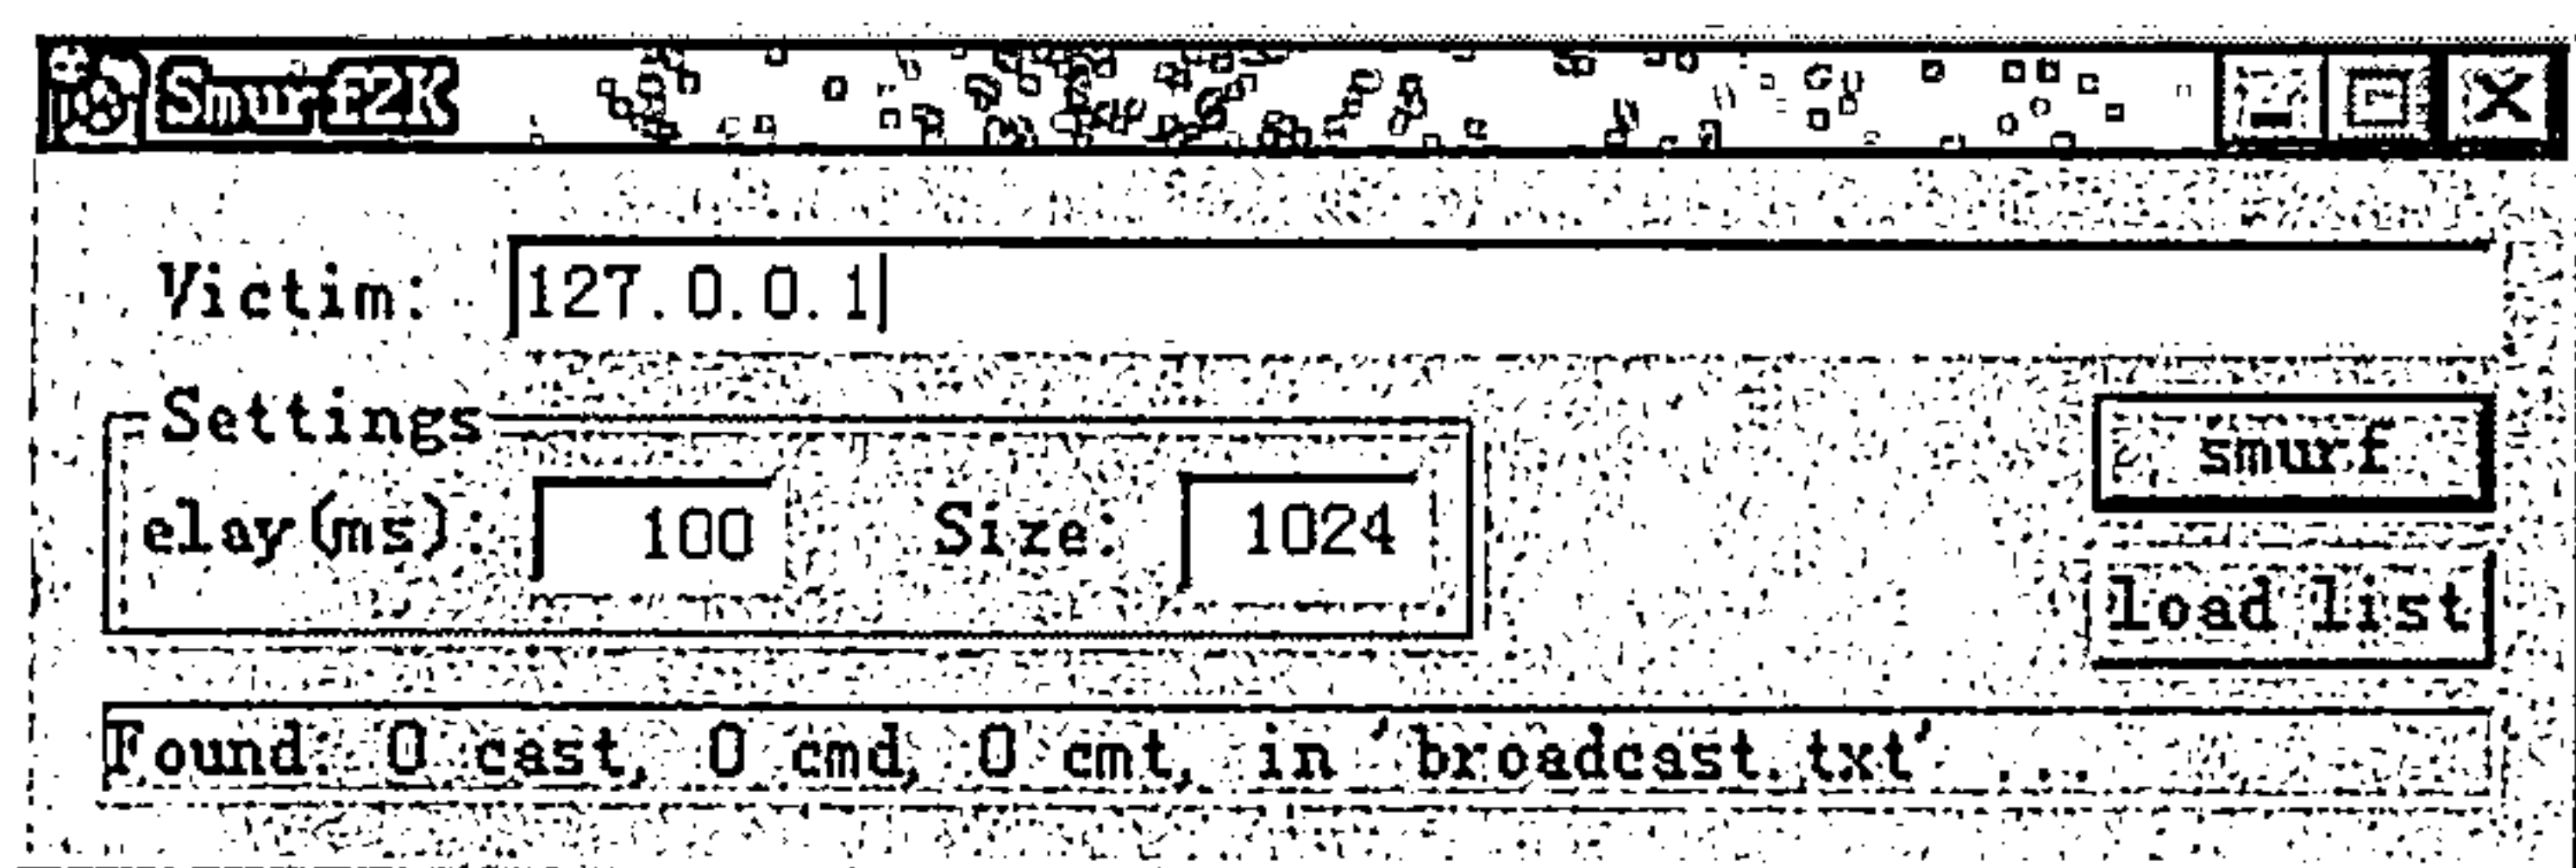 Smurf2K
Victim: 127.0.0.1
Settings
elay(ms): 100 Size: 1024
smurf
load list
Found: 0 cast, 0 cmd, 0 cmt, in 'broadcast.txt' ...